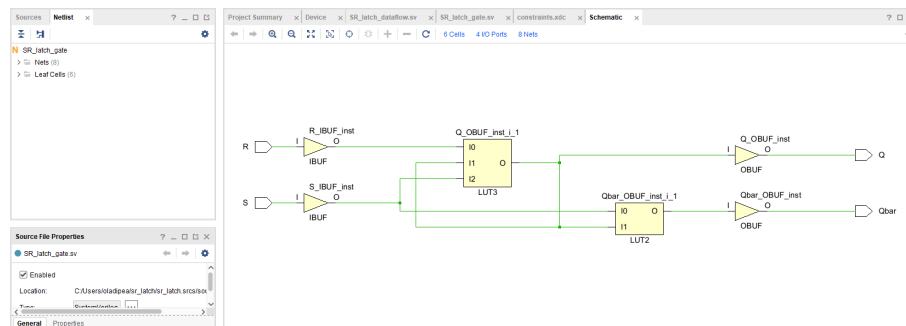 Sources Netlist
N SR_latch_gate
Nets (8)
Leaf Cells (6)
Source File Properties
SR_latch_gate.sv
Enabled
Location: C:/Users/oladipea/sr_latch/sr_latch.srcs/sou
Type: SystemVerilog ...
General Properties
Project Summary Device SR_latch_dataflow.sv SR_latch_gate.sv constraints.xdc Schematic
6 Cells 4 I/O Ports 8 Nets
R_IBUF_inst
R I O
IBUF
S_IBUF_inst
S I O
IBUF
Q_OBUF_inst_i_1
I0
I1 O
I2
LUT3
Qbar_OBUF_inst_i_1
I0 O
I1
LUT2
Q_OBUF_inst
I O Q
OBUF
Qbar_OBUF_inst
I O Qbar
OBUF